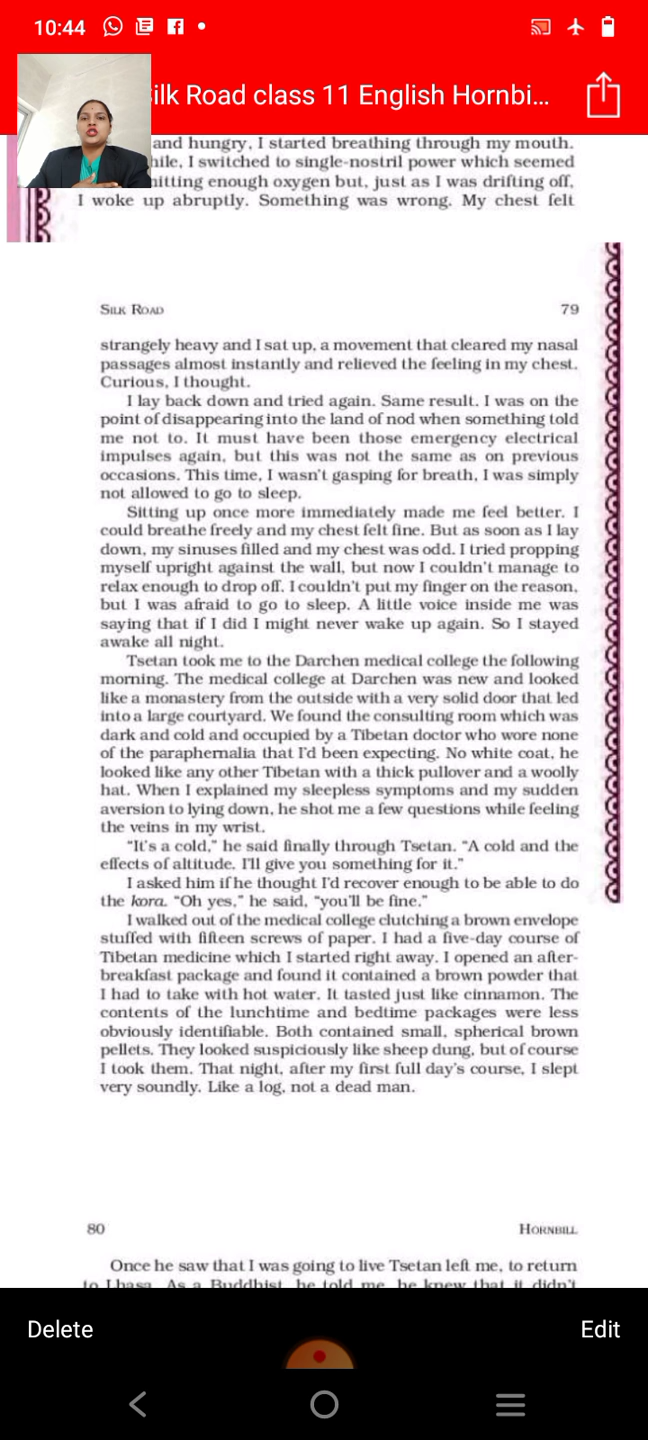 10:44
Silk Road class 11 English Hornbi...
and hungry, I started breathing through my mouth.
hile, I switched to single-nostril power which seemed
nitting enough oxygen but, just as I was drifting off,
I woke up abruptly. Something was wrong. My chest felt
SILK ROAD 79
strangely heavy and I sat up, a movement that cleared my nasal
passages almost instantly and relieved the feeling in my chest.
Curious, I thought.
I lay back down and tried again. Same result. I was on the
point of disappearing into the land of nod when something told
me not to. It must have been those emergency electrical
impulses again, but this was not the same as on previous
occasions. This time, I wasn't gasping for breath, I was simply
not allowed to go to sleep.
Sitting up once more immediately made me feel better. I
could breathe freely and my chest felt fine. But as soon as I lay
down, my sinuses filled and my chest was odd. I tried propping
myself upright against the wall, but now I couldn't manage to
relax enough to drop off. I couldn't put my finger on the reason,
but I was afraid to go to sleep. A little voice inside me was
saying that if I did I might never wake up again. So I stayed
awake all night.
Tsetan took me to the Darchen medical college the following
morning. The medical college at Darchen was new and looked
like a monastery from the outside with a very solid door that led
into a large courtyard. We found the consulting room which was
dark and cold and occupied by a Tibetan doctor who wore none
of the paraphernalia that I'd been expecting. No white coat, he
looked like any other Tibetan with a thick pullover and a woolly
hat. When I explained my sleepless symptoms and my sudden
aversion to lying down, he shot me a few questions while feeling
the veins in my wrist.
"It's a cold," he said finally through Tsetan. "A cold and the
effects of altitude. I'll give you something for it."
I asked him if he thought I'd recover enough to be able to do
the kora. "Oh yes," he said, "you'll be fine."
I walked out of the medical college clutching a brown envelope
stuffed with fifteen screws of paper. I had a five-day course of
Tibetan medicine which I started right away. I opened an after-
breakfast package and found it contained a brown powder that
I had to take with hot water. It tasted just like cinnamon. The
contents of the lunchtime and bedtime packages were less
obviously identifiable. Both contained small, spherical brown
pellets. They looked suspiciously like sheep dung, but of course
I took them. That night, after my first full day's course, I slept
very soundly. Like a log, not a dead man.
80 HORNBILL
Once he saw that I was going to live Tsetan left me, to return
to Lhasa. As a Buddhist, he told me, he knew that it didn't
Delete Edit